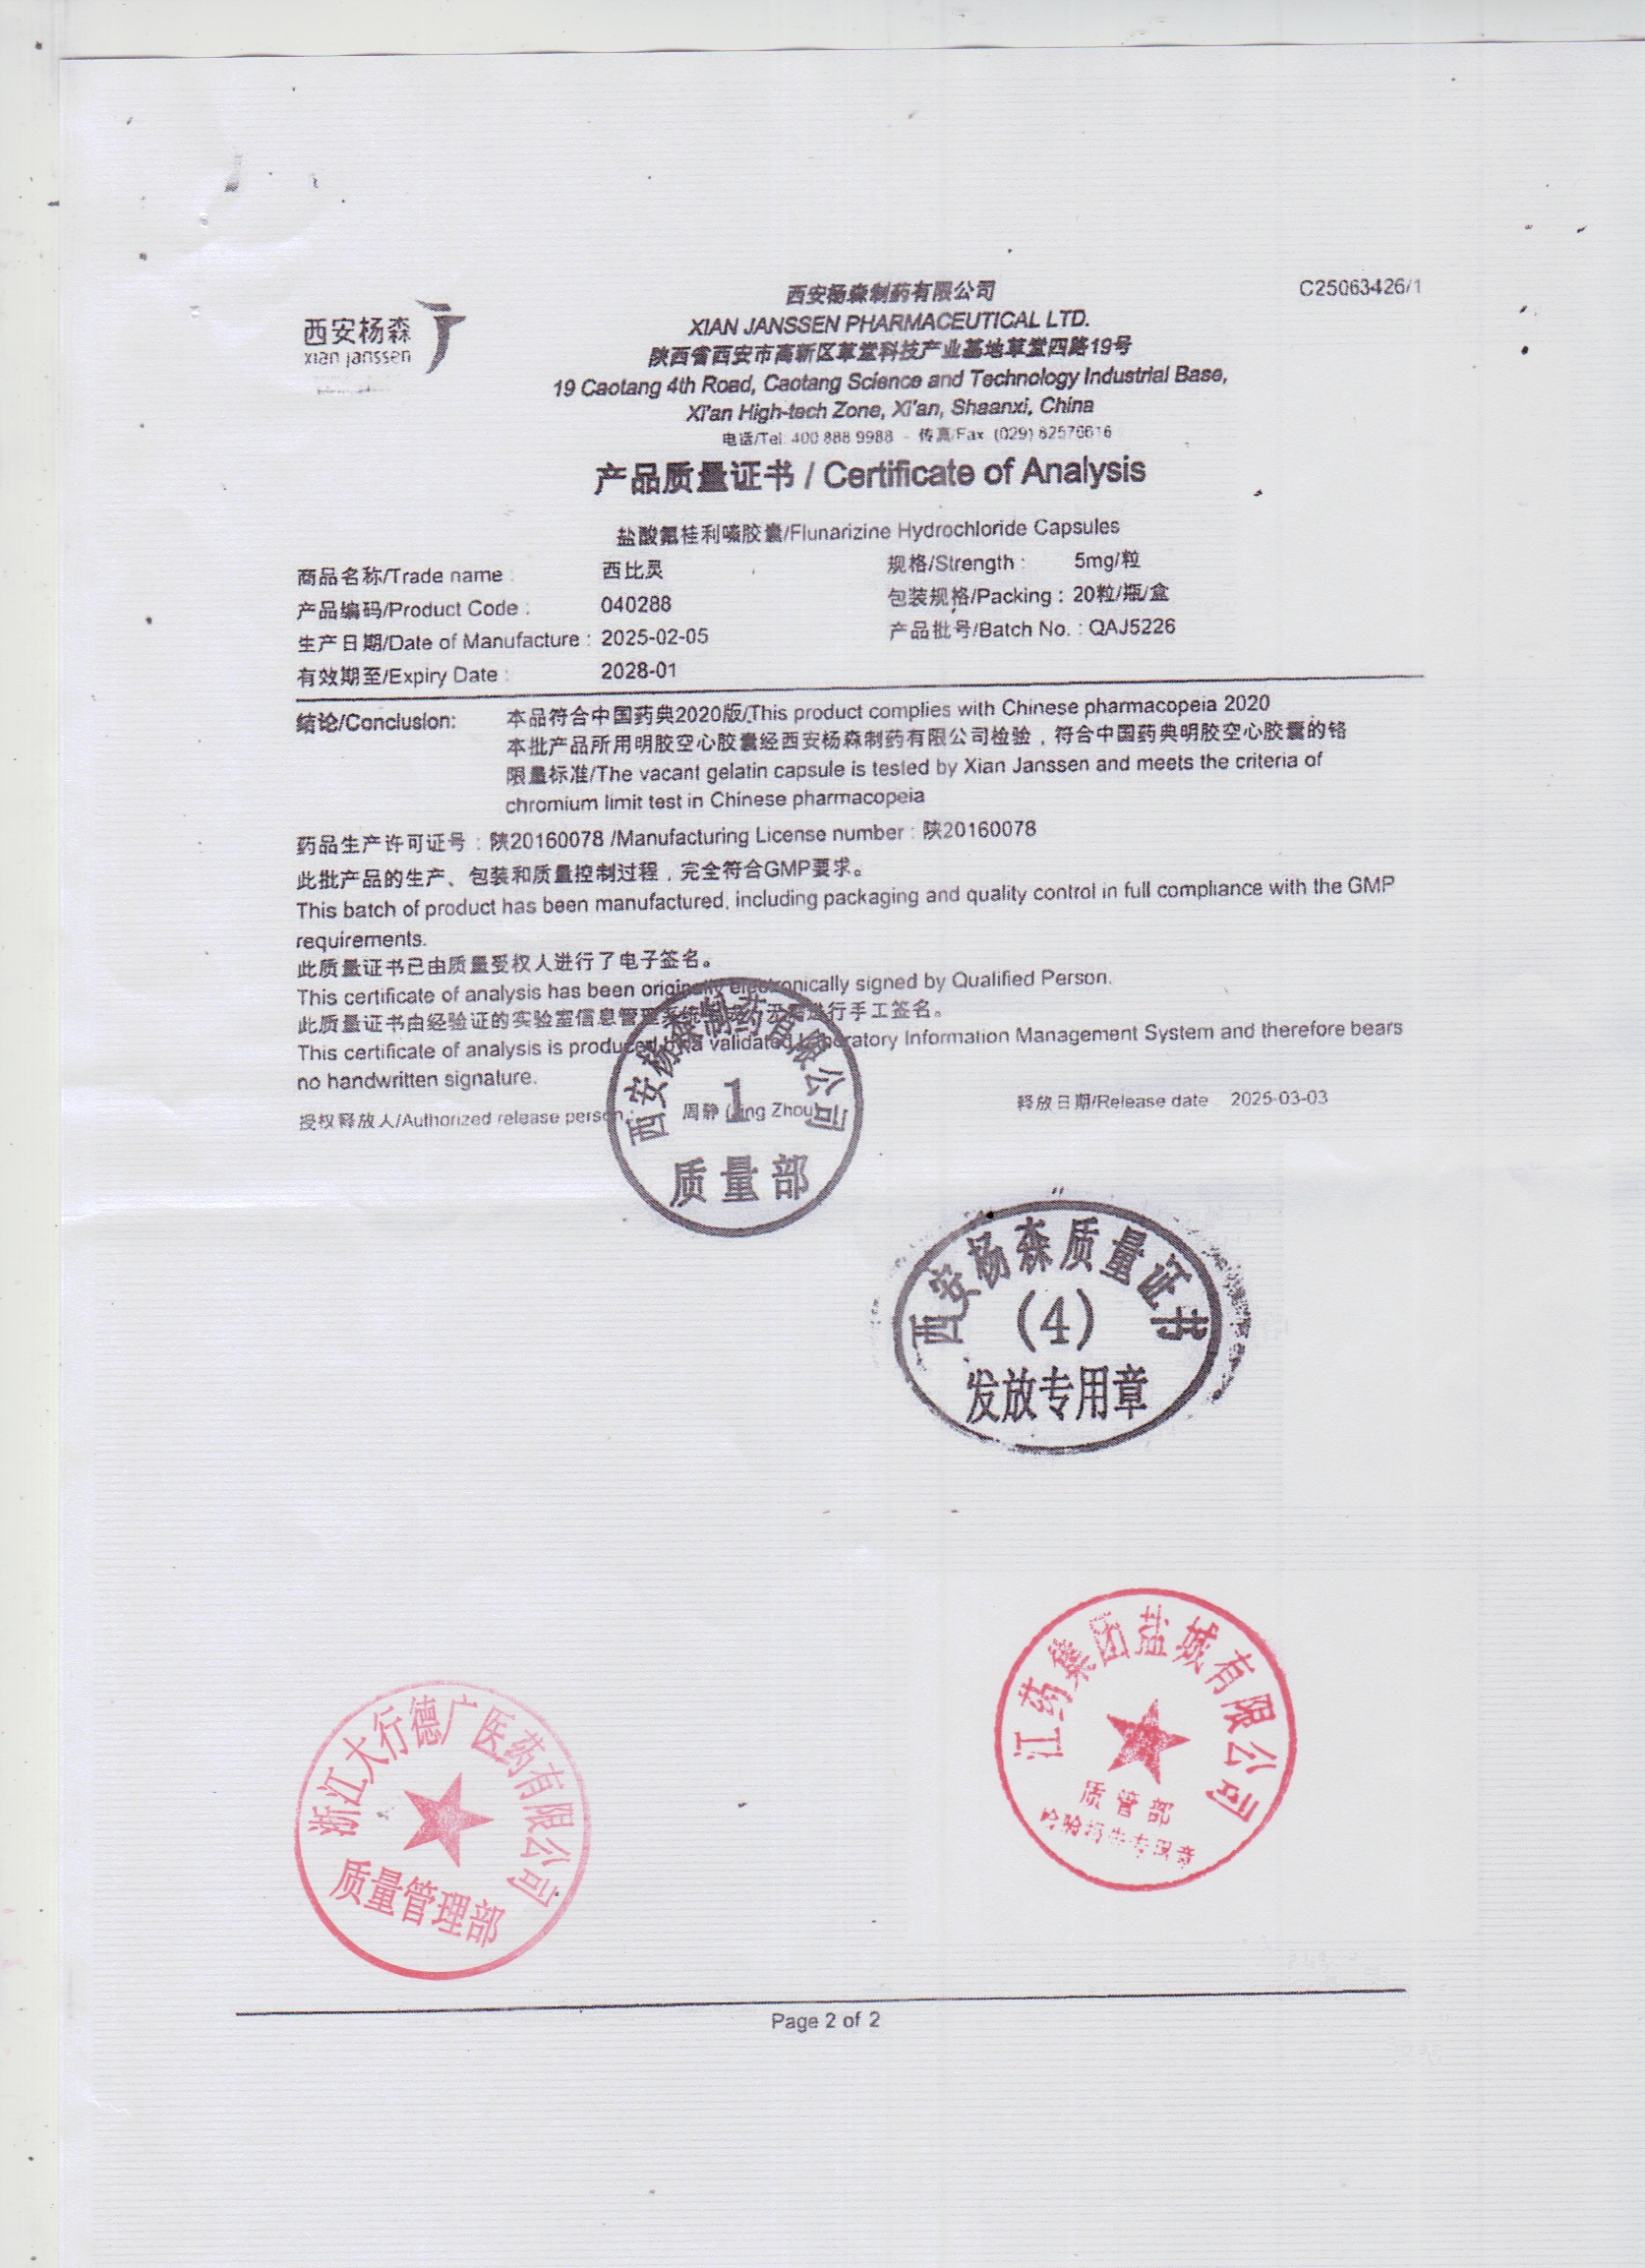 西安杨森制药有限公司
C25063426/1
西安杨森
xian janssen
XIAN JANSSEN PHARMACEUTICAL LTD.
陕西省西安市高新区草堂科技产业基地草堂四路19号
19 Caotang 4th Road, Caotang Science and Technology Industrial Base,
Xi'an High-tech Zone, Xi'an, Shaanxi, China
电话/Tel: 400 888 9988 - 传真/Fax (029) 82576616
产品质量证书 / Certificate of Analysis
盐酸氟桂利嗪胶囊/Flunarizine Hydrochloride Capsules
商品名称/Trade name : 西比灵 规格/Strength : 5mg/粒
产品编码/Product Code : 040288 包装规格/Packing : 20粒/瓶/盒
生产日期/Date of Manufacture : 2025-02-05 产品批号/Batch No. : QAJ5226
有效期至/Expiry Date : 2028-01
结论/Conclusion: 本品符合中国药典2020版/This product complies with Chinese pharmacopeia 2020
本批产品所用明胶空心胶囊经西安杨森制药有限公司检验，符合中国药典明胶空心胶囊的铬
限量标准/The vacant gelatin capsule is tested by Xian Janssen and meets the criteria of
chromium limit test in Chinese pharmacopeia
药品生产许可证号 : 陕20160078 /Manufacturing License number : 陕20160078
此批产品的生产、包装和质量控制过程，完全符合GMP要求。
This batch of product has been manufactured, including packaging and quality control in full compliance with the GMP
requirements.
此质量证书已由质量受权人进行了电子签名。
This certificate of analysis has been originally electronically signed by Qualified Person.
此质量证书由经验证的实验室信息管理系统 进行手工签名。
This certificate of analysis is produced by a validated Laboratory Information Management System and therefore bears
no handwritten signature.
授权释放人/Authorized release person : 周静 (Jing Zhou) 释放日期/Release date 2025-03-03
西安杨森制药有限公司
1
质量部
西安杨森质量证书
(4)
发放专用章
江药集团盐城有限公司
质管部
浙江大行德广医药有限公司
质量管理部
Page 2 of 2